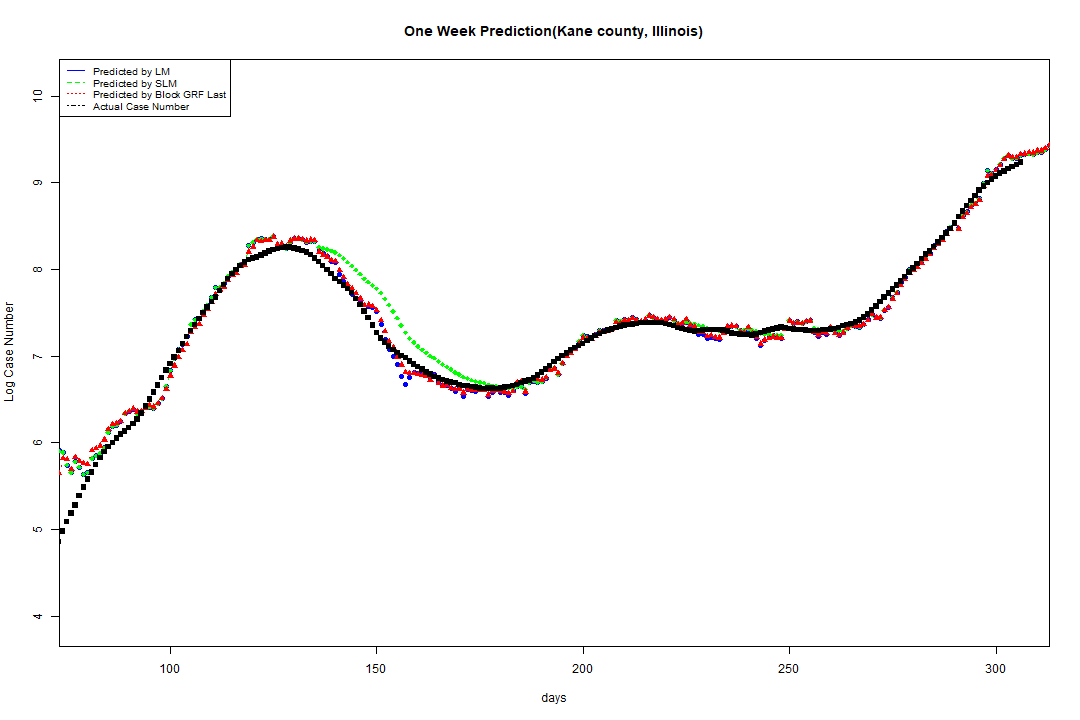 One Week Prediction(Kane county, Illinois)
Predicted by LM
Predicted by SLM
Predicted by Block GRF Last
Actual Case Number
10
9
8
7
6
5
4
Log Case Number
100 150 200 250 300
days